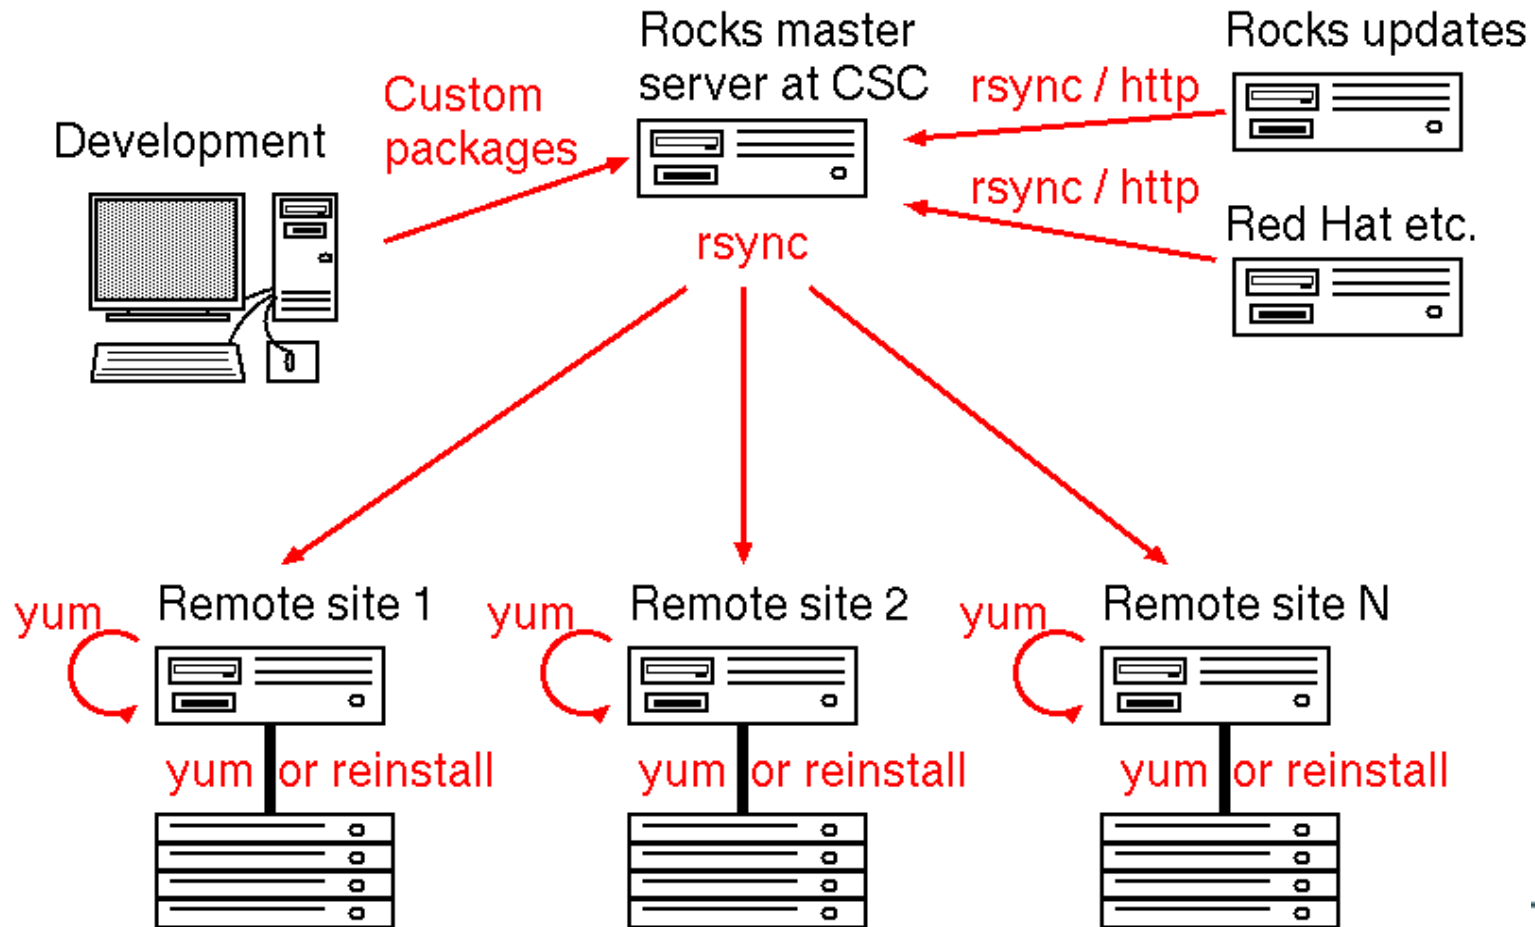 Rocks master
server at CSC
Rocks updates
rsync / http
Custom
packages
Development
rsync / http
Red Hat etc.
rsync
yum
Remote site 1
yum
Remote site 2
yum
Remote site N
yum or reinstall
yum or reinstall
yum or reinstall